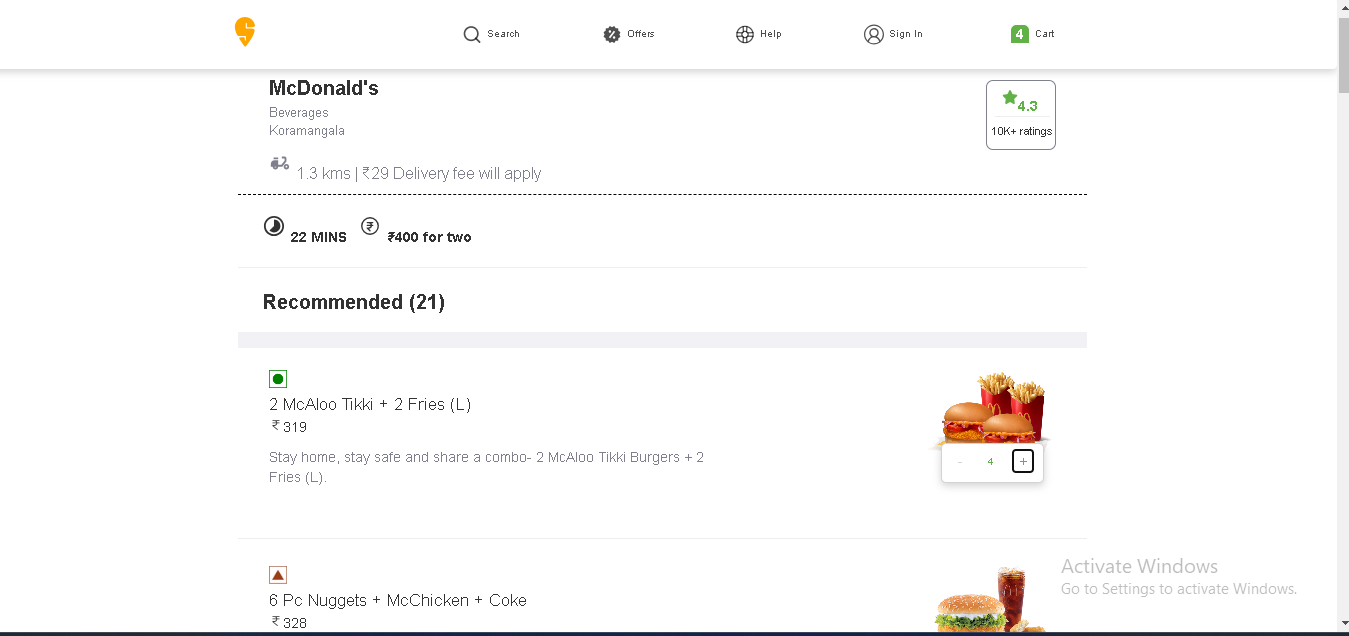 Search
Offers
Help
Sign In
4 Cart
McDonald's
Beverages
Koramangala
1.3 kms | ₹29 Delivery fee will apply
4.3
10K+ ratings
22 MINS
₹
₹400 for two
Recommended (21)
2 McAloo Tikki + 2 Fries (L)
₹ 319
Stay home, stay safe and share a combo- 2 McAloo Tikki Burgers + 2
Fries (L).
- 4 +
6 Pc Nuggets + McChicken + Coke
₹ 328
Activate Windows
Go to Settings to activate Windows.